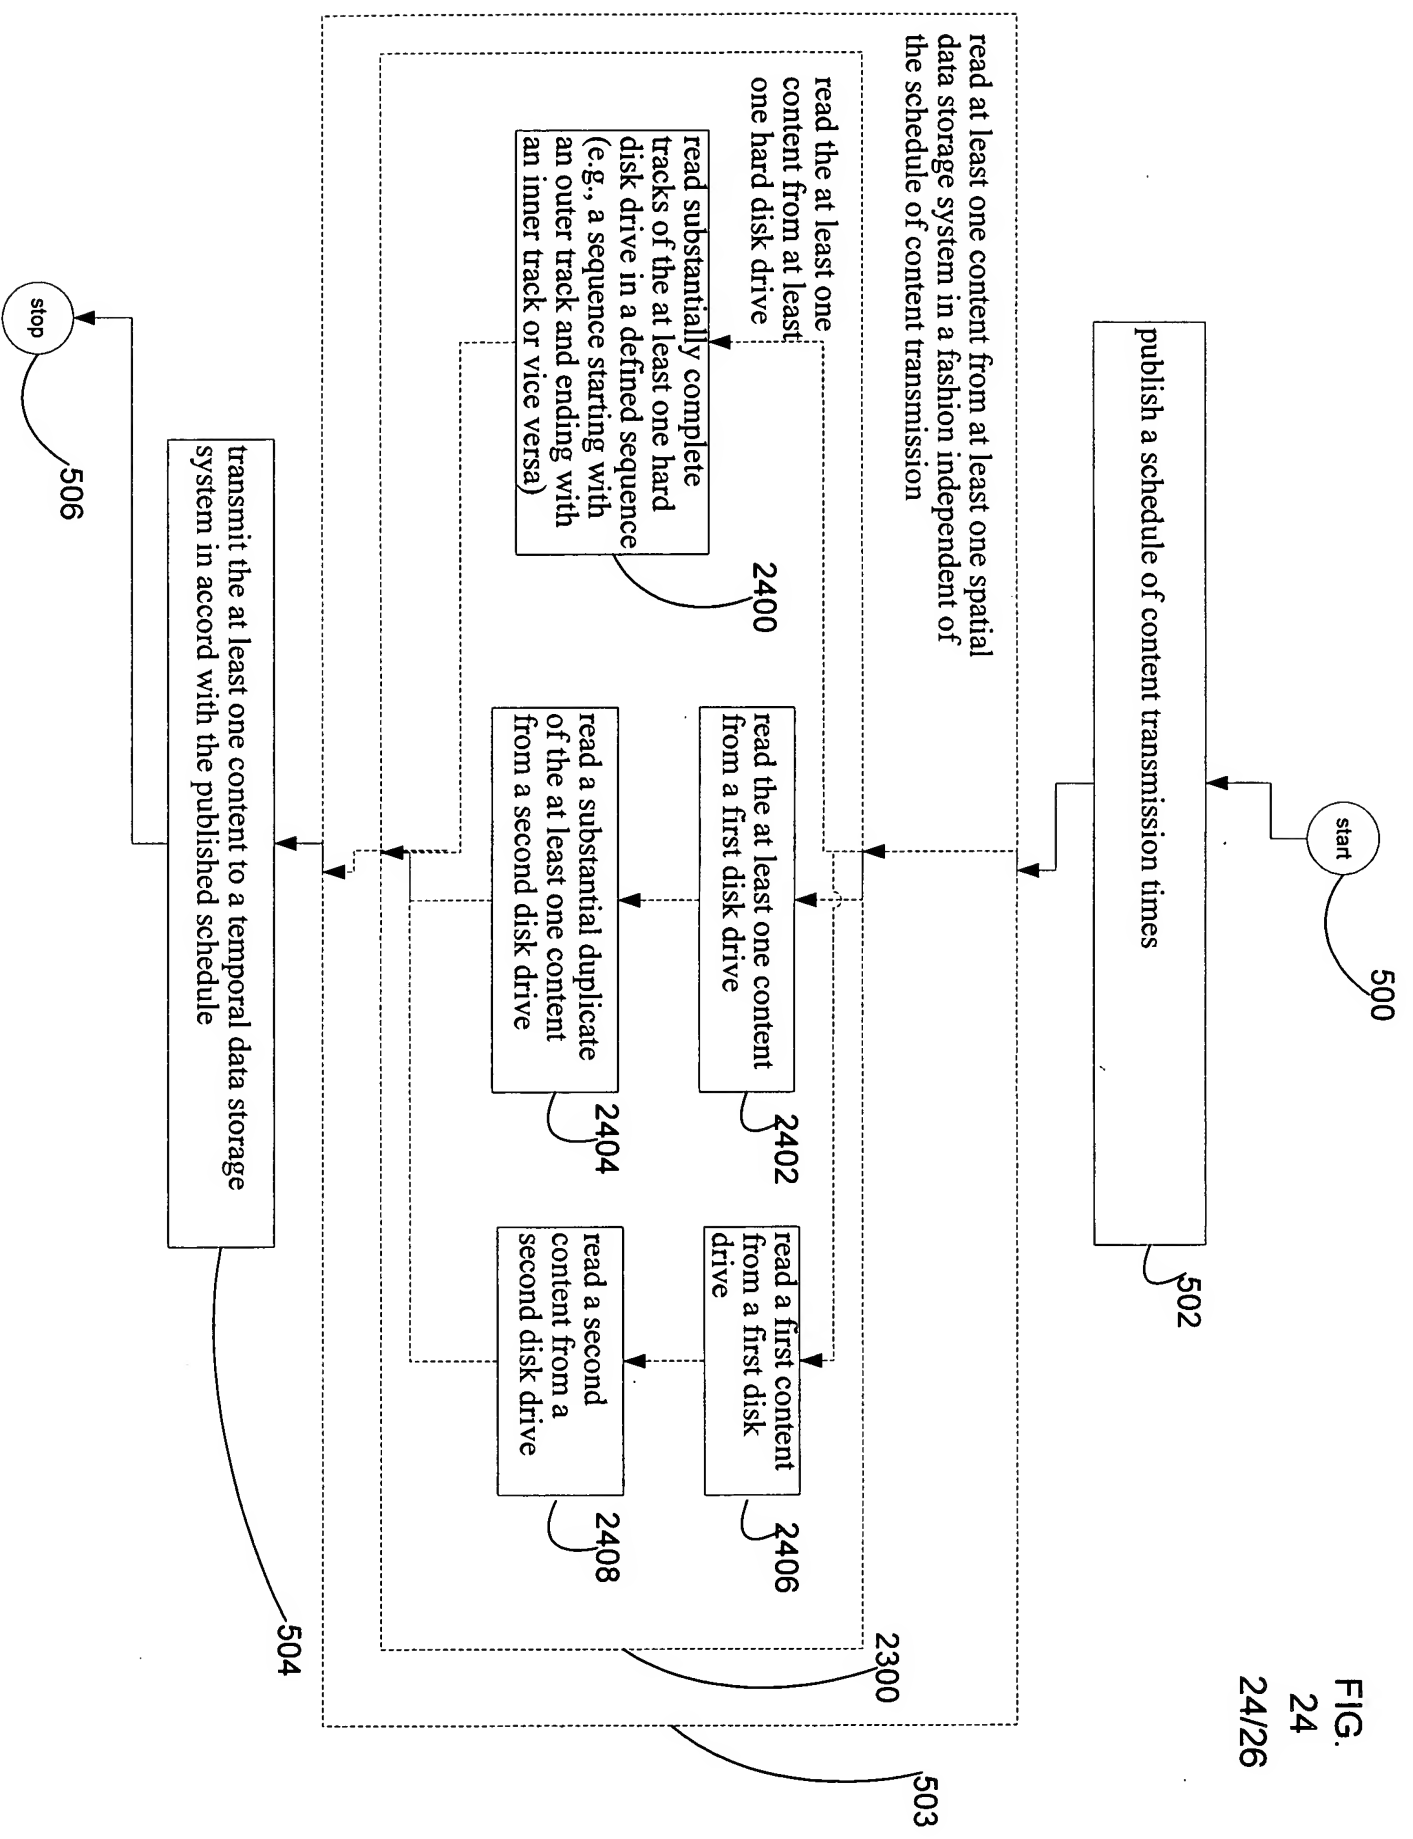 FIG.
24
24/26
start
500
publish a schedule of content transmission times
502
read at least one content from at least one spatial
data storage system in a fashion independent of
the schedule of content transmission
503
read the at least one
content from at least
one hard disk drive
2300
read substantially complete
tracks of the at least one hard
disk drive in a defined sequence
(e.g., a sequence starting with
an outer track and ending with
an inner track or vice versa)
2400
read the at least one content
from a first disk drive
2402
read a substantial duplicate
of the at least one content
from a second disk drive
2404
read a first content
from a first disk
drive
2406
read a second
content from a
second disk drive
2408
transmit the at least one content to a temporal data storage
system in accord with the published schedule
504
stop
506